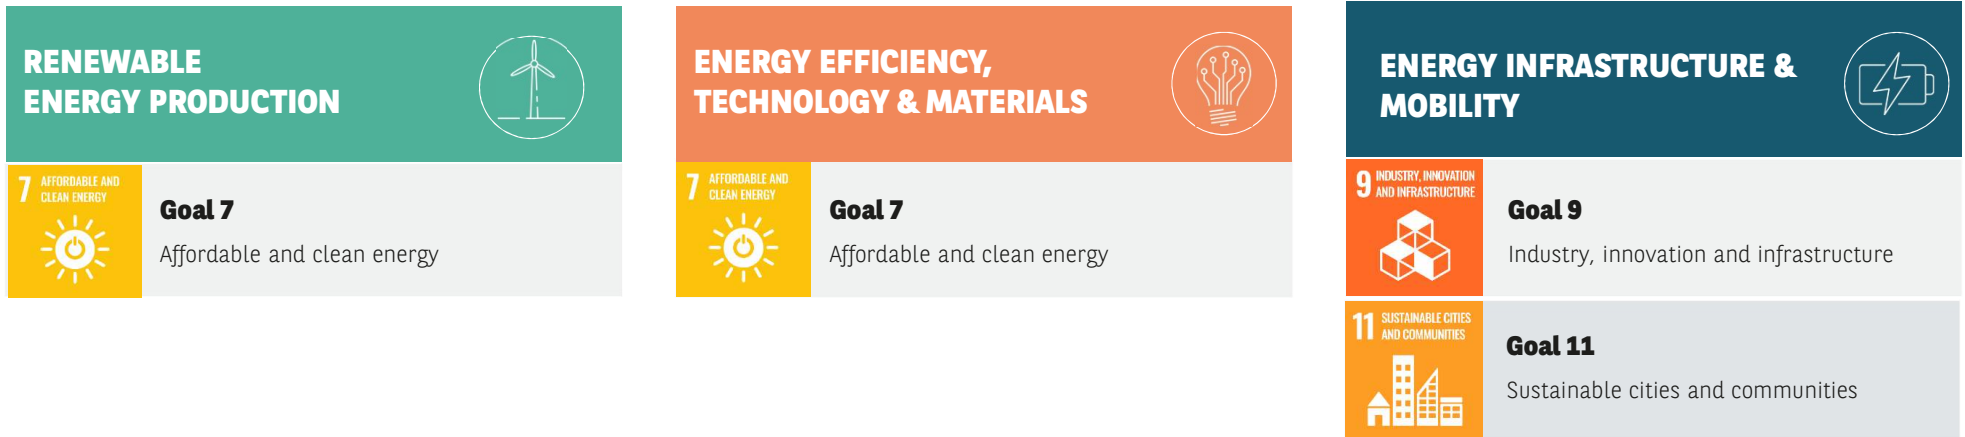 RENEWABLE
ENERGY PRODUCTION
7 AFFORDABLE AND
CLEAN ENERGY
Goal 7
Affordable and clean energy
ENERGY EFFICIENCY,
TECHNOLOGY & MATERIALS
7 AFFORDABLE AND
CLEAN ENERGY
Goal 7
Affordable and clean energy
ENERGY INFRASTRUCTURE &
MOBILITY
9 INDUSTRY, INNOVATION
AND INFRASTRUCTURE
Goal 9
Industry, innovation and infrastructure
11 SUSTAINABLE CITIES
AND COMMUNITIES
Goal 11
Sustainable cities and communities